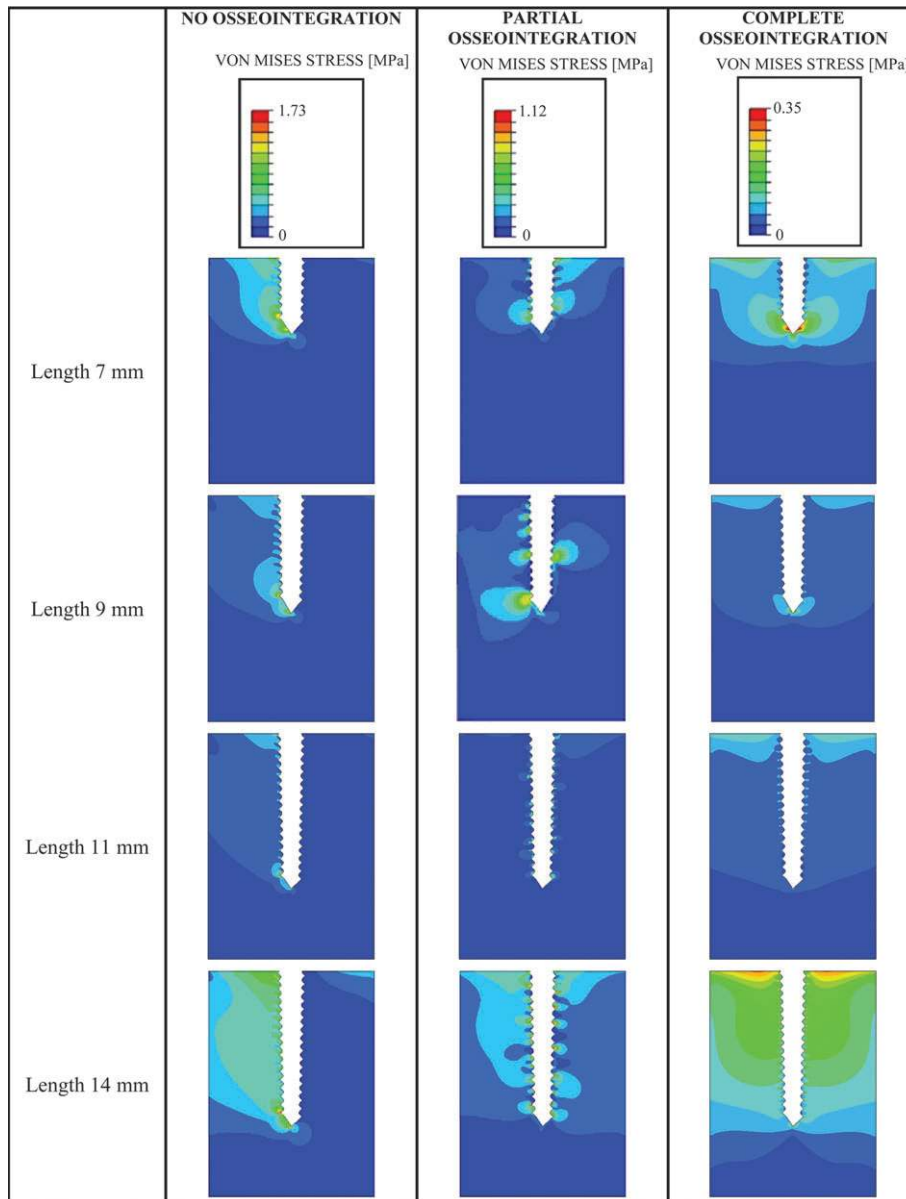 NO OSSEOINTEGRATION
VON MISES STRESS [MPa]
1.73
0
PARTIAL
OSSEOINTEGRATION
VON MISES STRESS [MPa]
1.12
0
COMPLETE
OSSEOINTEGRATION
VON MISES STRESS [MPa]
0.35
0
Length 7 mm
Length 9 mm
Length 11 mm
Length 14 mm